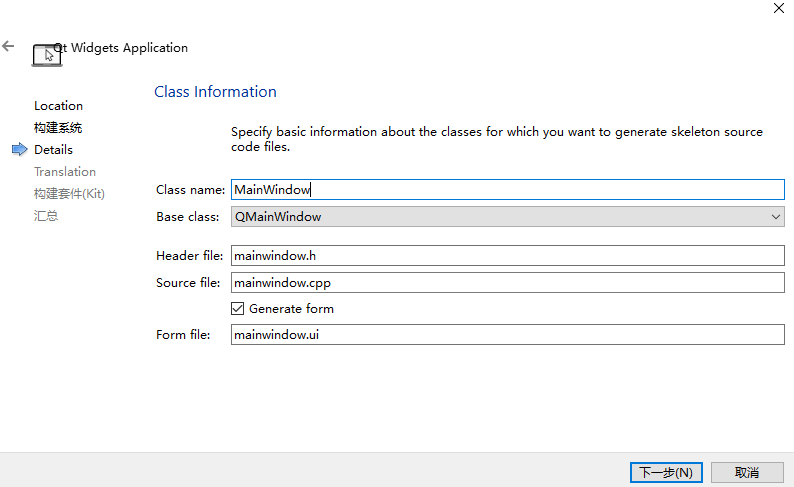 Qt Widgets Application
Location
构建系统
Details
Translation
构建套件(Kit)
汇总
Class Information
Specify basic information about the classes for which you want to generate skeleton source
code files.
Class name: MainWindow
Base class: QMainWindow
Header file: mainwindow.h
Source file: mainwindow.cpp
Generate form
Form file: mainwindow.ui
下一步(N) 取消